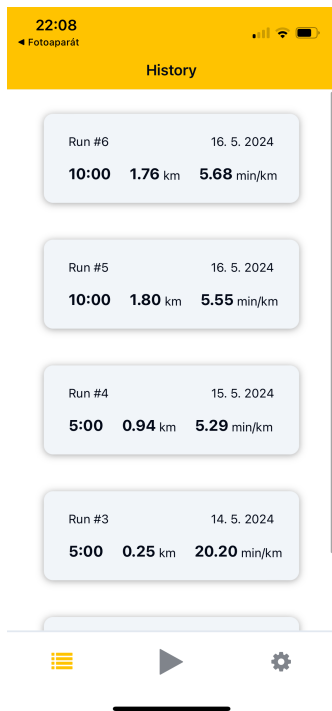 22:08
◀ Fotoaparát
History
Run #6 16. 5. 2024
10:00 1.76 km 5.68 min/km
Run #5 16. 5. 2024
10:00 1.80 km 5.55 min/km
Run #4 15. 5. 2024
5:00 0.94 km 5.29 min/km
Run #3 14. 5. 2024
5:00 0.25 km 20.20 min/km